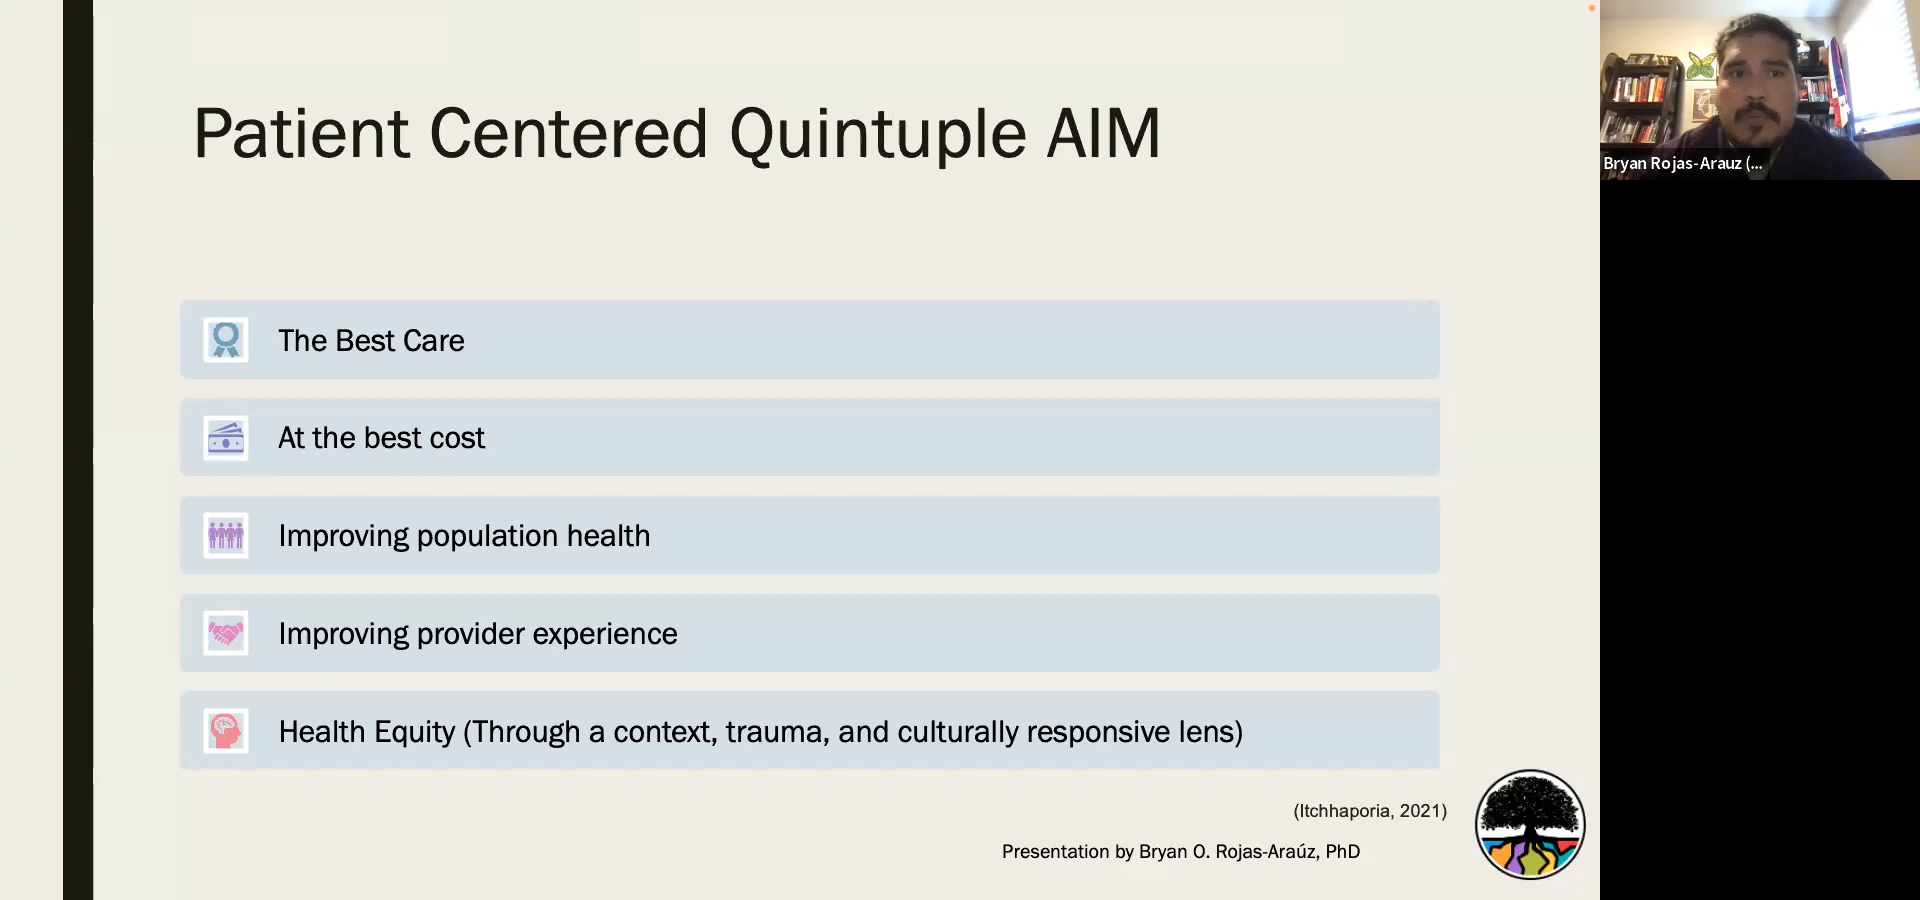 Patient Centered Quintuple AIM
The Best Care
At the best cost
Improving population health
Improving provider experience
Health Equity (Through a context, trauma, and culturally responsive lens)
(Itchhaporia, 2021)
Presentation by Bryan O. Rojas-Araúz, PhD
Bryan Rojas-Arauz (...